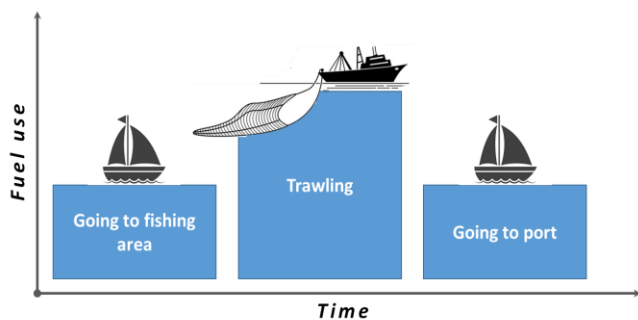 Fuel use
Going to fishing
area
Trawling
Going to port
Time